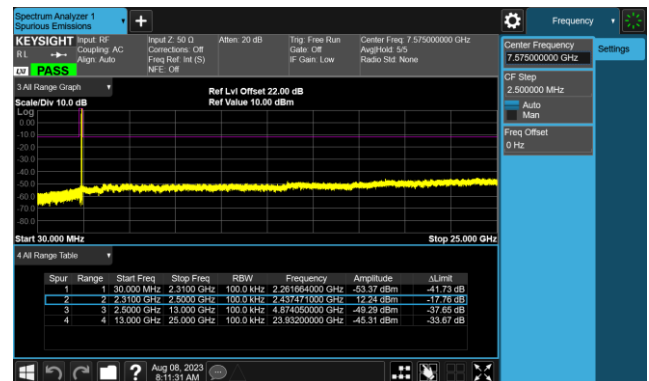 Spectrum Analyzer 1
Spurious Emissions
Frequency
KEYSIGHT
RL
LXI
PASS
Input: RF
Coupling: AC
Align: Auto
Input Z: 50 Ω
Corrections: Off
Freq Ref: Int (S)
NFE: Off
Atten: 20 dB
Trig: Free Run
Gate: Off
IF Gain: Low
Center Freq: 7.575000000 GHz
Avg|Hold: 5/5
Radio Std: None
Center Frequency
7.575000000 GHz
Settings
CF Step
2.500000 MHz
Auto
Man
Freq Offset
0 Hz
3 All Range Graph
Scale/Div 10.0 dB
Ref Lvl Offset 22.00 dB
Ref Value 10.00 dBm
Log
0.00
-10.0
-20.0
-30.0
-40.0
-50.0
-60.0
-70.0
-80.0
Start 30.000 MHz
Stop 25.000 GHz
4 All Range Table
Spur Range Start Freq Stop Freq RBW Frequency Amplitude ΔLimit
1 1 30.000 MHz 2.3100 GHz 100.0 kHz 2.261664000 GHz -53.37 dBm -41.73 dB
2 2 2.3100 GHz 2.5000 GHz 100.0 kHz 2.437471000 GHz 12.24 dBm -17.76 dB
3 3 2.5000 GHz 13.000 GHz 100.0 kHz 4.874050000 GHz -49.29 dBm -37.65 dB
4 4 13.000 GHz 25.000 GHz 100.0 kHz 23.93200000 GHz -45.31 dBm -33.67 dB
Aug 08, 2023
8:11:31 AM